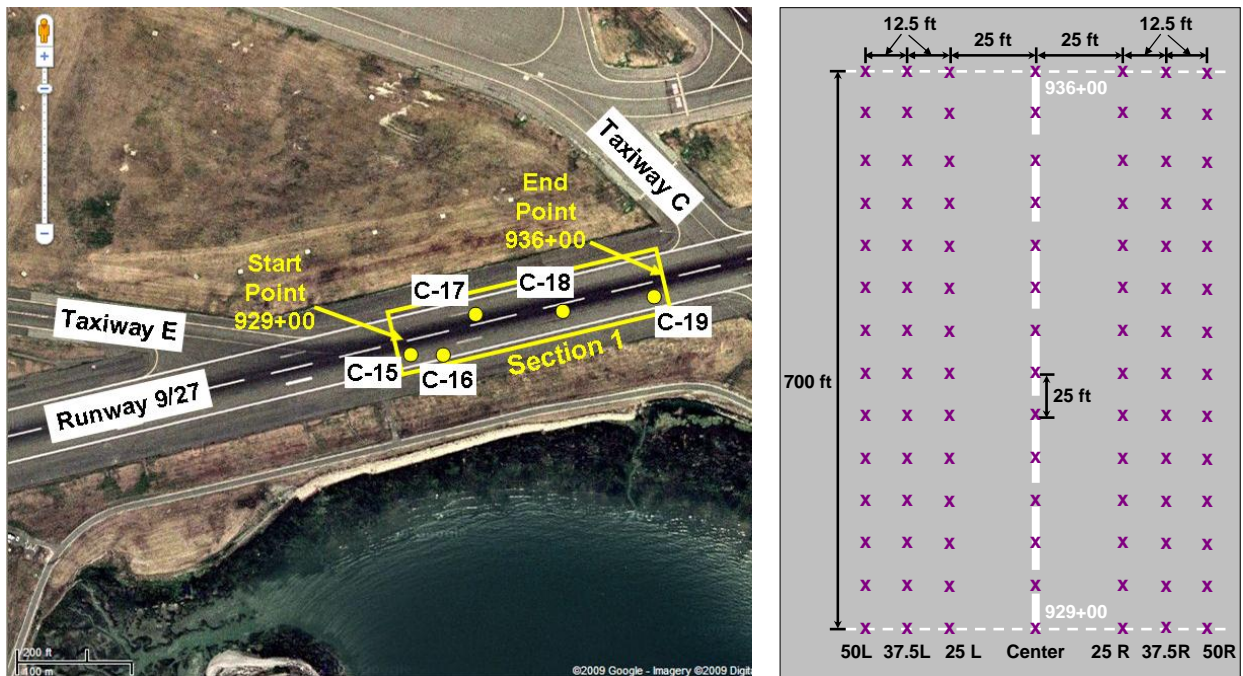 +
-
Taxiway C
End
Point
936+00
Start
Point
929+00
C-17
C-18
Taxiway E
C-19
C-15
C-16
Section 1
Runway 9/27
200 ft
100 m
©2009 Google - Imagery ©2009 Digita
12.5 ft
12.5 ft
25 ft
25 ft
x x x x x x x
936+00
x x x x x x x
x x x x x x x
x x x x x x x
x x x x x x x
x x x x x x x
x x x x x x x
x x x x x x x
700 ft
25 ft
x x x x x x x
x x x x x x x
x x x x x x x
x x x x x x x
x x x x x x x
929+00
x x x x x x x
50L 37.5L 25 L Center 25 R 37.5R 50R